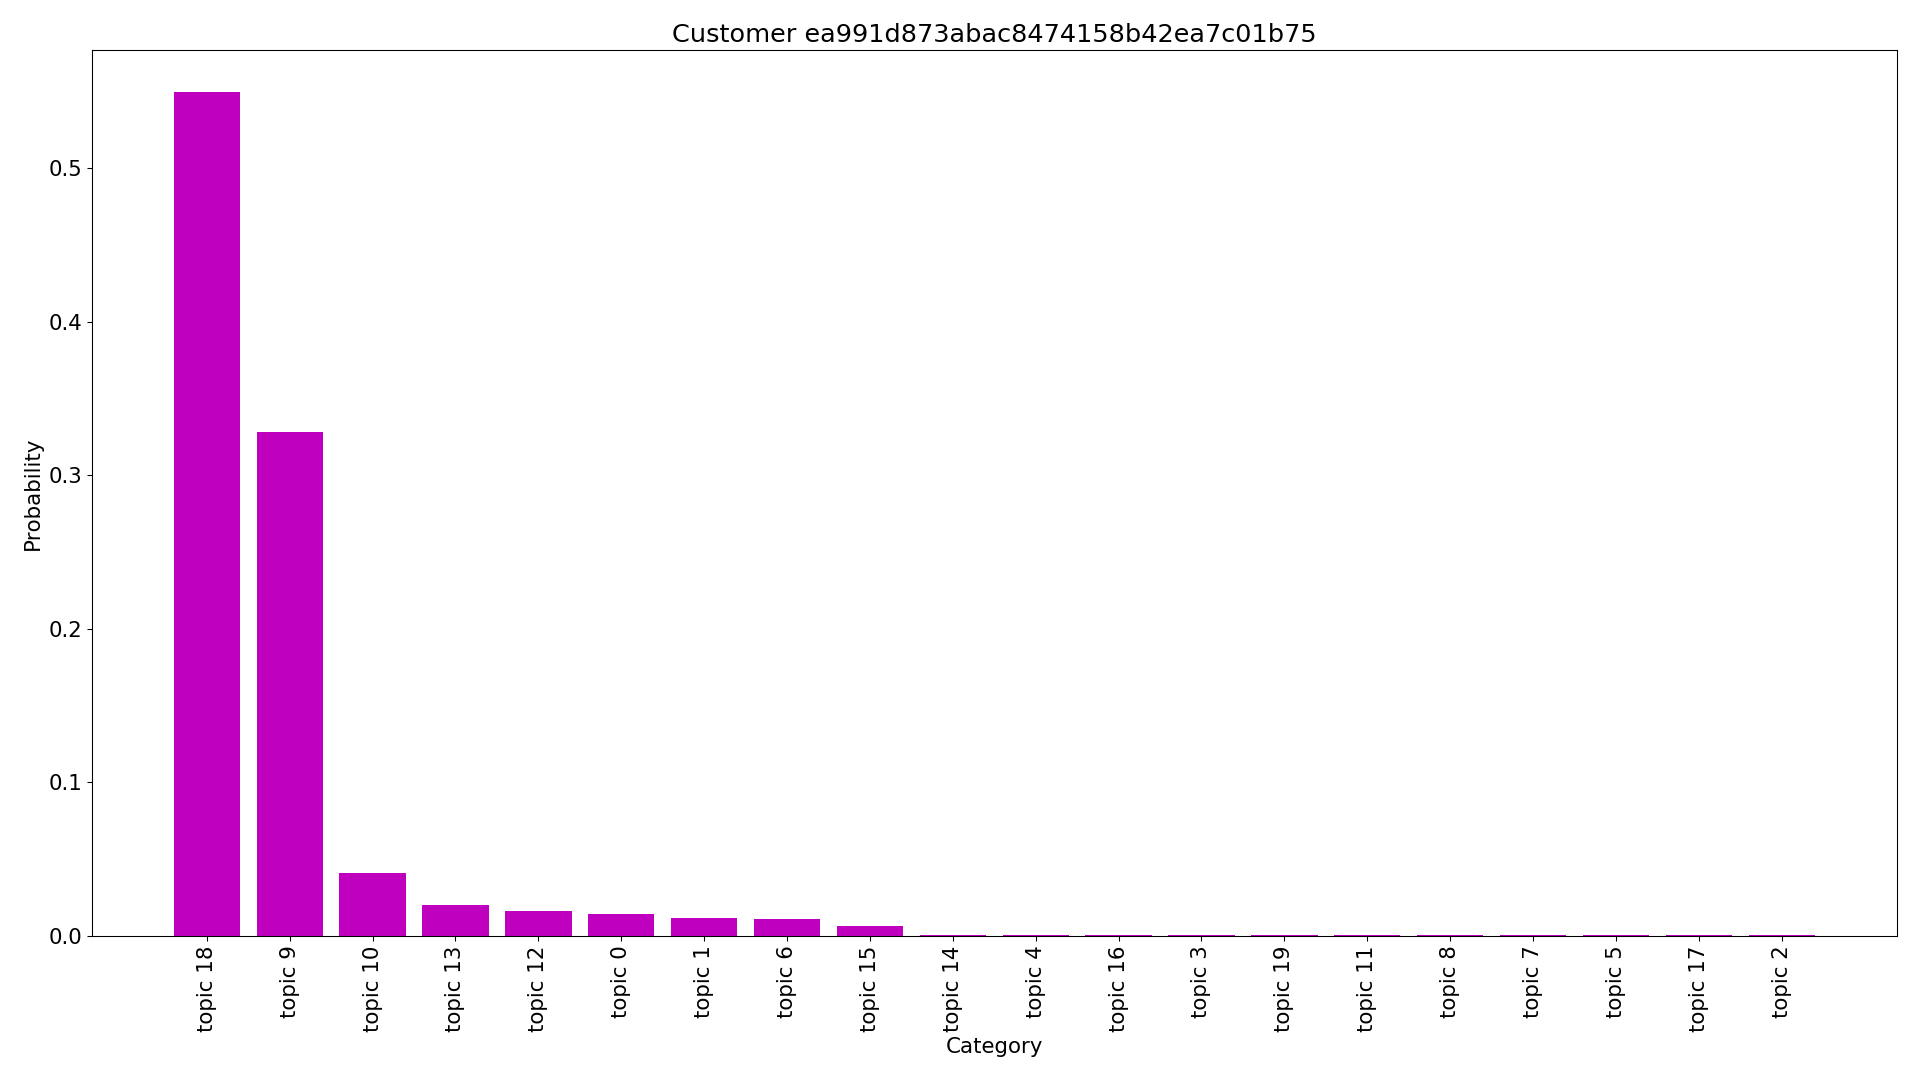 Customer ea991d873abac8474158b42ea7c01b75
Probability
0.5
0.4
0.3
0.2
0.1
0.0
topic 18
topic 9
topic 10
topic 13
topic 12
topic 0
topic 1
topic 6
topic 15
topic 14
topic 4
topic 16
topic 3
topic 19
topic 11
topic 8
topic 7
topic 5
topic 17
topic 2
Category